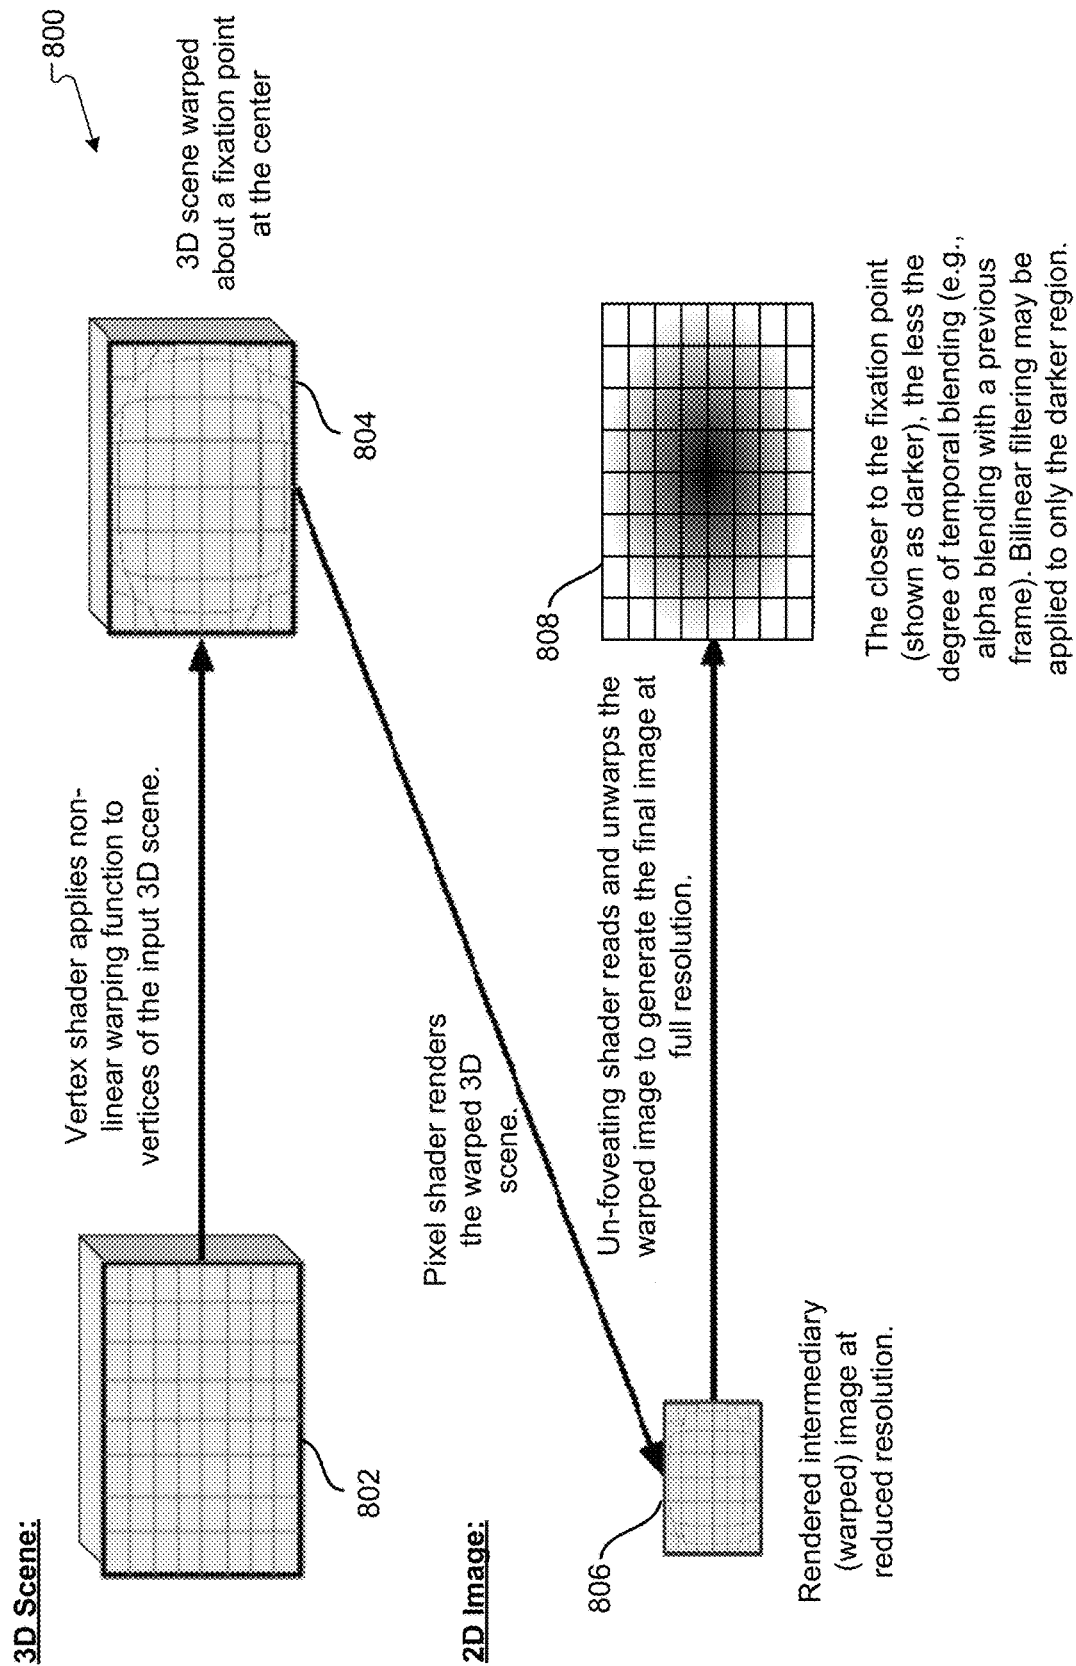 800
3D Scene:
802
Vertex shader applies non-
linear warping function to
vertices of the input 3D scene.
804
3D scene warped
about a fixation point
at the center
Pixel shader renders
the warped 3D
scene.
2D Image:
806
Rendered intermediary
(warped) image at
reduced resolution.
Un-foveating shader reads and unwarps the
warped image to generate the final image at
full resolution.
808
The closer to the fixation point
(shown as darker), the less the
degree of temporal blending (e.g.,
alpha blending with a previous
frame). Bilinear filtering may be
applied to only the darker region.